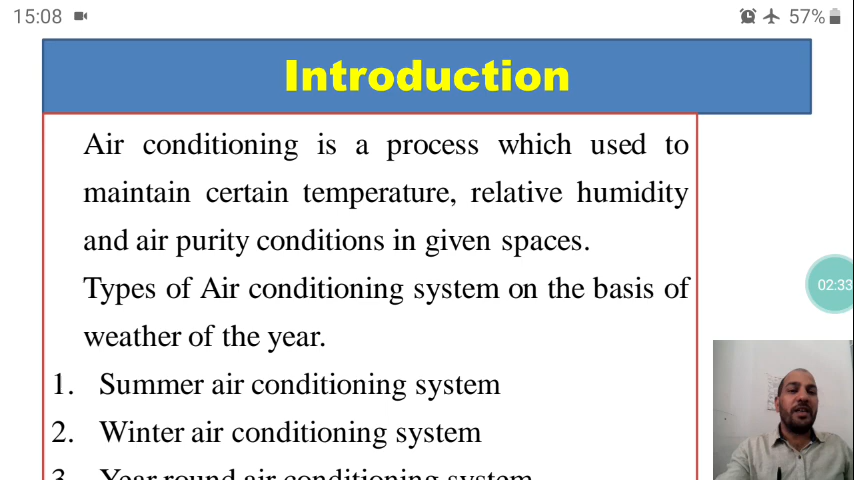 15:08
57%
Introduction
Air conditioning is a process which used to
maintain certain temperature, relative humidity
and air purity conditions in given spaces.
Types of Air conditioning system on the basis of
weather of the year.
1. Summer air conditioning system
2. Winter air conditioning system
3. Year round air conditioning system
02:33